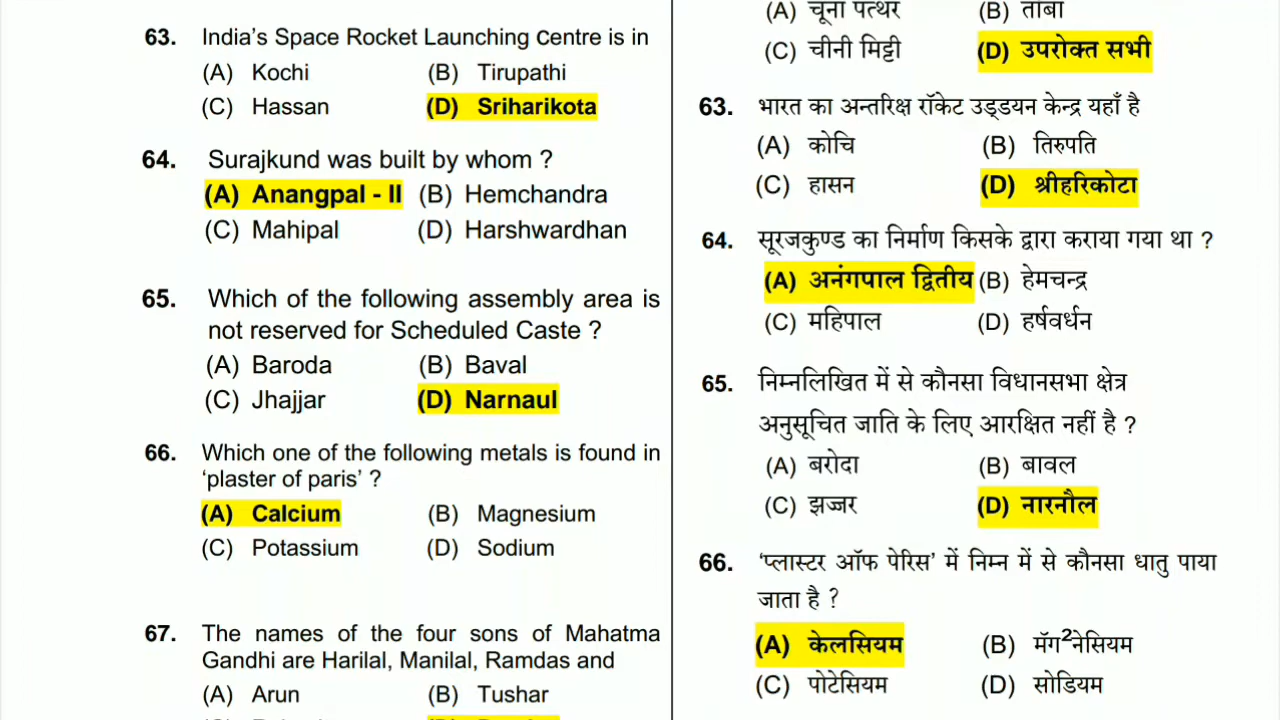 63. India's Space Rocket Launching Centre is in
(A) Kochi (B) Tirupathi
(C) Hassan (D) Sriharikota
64. Surajkund was built by whom ?
(A) Anangpal - II (B) Hemchandra
(C) Mahipal (D) Harshwardhan
65. Which of the following assembly area is
not reserved for Scheduled Caste ?
(A) Baroda (B) Baval
(C) Jhajjar (D) Narnaul
66. Which one of the following metals is found in
'plaster of paris' ?
(A) Calcium (B) Magnesium
(C) Potassium (D) Sodium
67. The names of the four sons of Mahatma
Gandhi are Harilal, Manilal, Ramdas and
(A) Arun (B) Tushar
(A) चूना पत्थर (B) ताँबा
(C) चीनी मिट्टी (D) उपरोक्त सभी
63. भारत का अन्तरिक्ष रॉकेट उड्डयन केन्द्र यहाँ है
(A) कोचि (B) तिरुपति
(C) हासन (D) श्रीहरिकोटा
64. सूरजकुण्ड का निर्माण किसके द्वारा कराया गया था ?
(A) अनंगपाल द्वितीय (B) हेमचन्द्र
(C) महिपाल (D) हर्षवर्धन
65. निम्नलिखित में से कौनसा विधानसभा क्षेत्र
अनुसूचित जाति के लिए आरक्षित नहीं है ?
(A) बरोदा (B) बावल
(C) झज्जर (D) नारनौल
66. 'प्लास्टर ऑफ पेरिस' में निम्न में से कौनसा धातु पाया
जाता है ?
(A) केलसियम (B) मॅग2नेसियम
(C) पोटेसियम (D) सोडियम